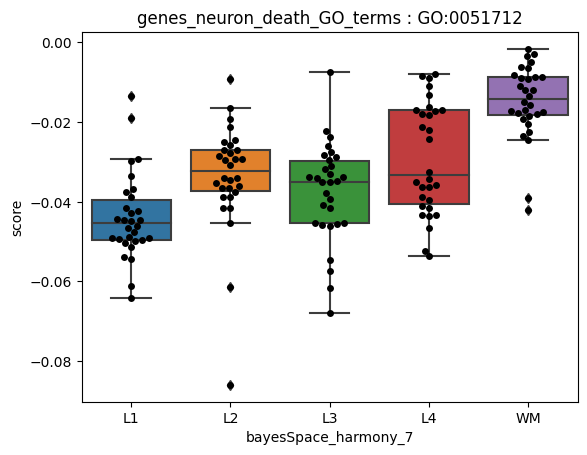 genes_neuron_death_GO_terms : GO:0051712
0.00
−0.02
−0.04
−0.06
−0.08
score
L1
L2
L3
L4
WM
bayesSpace_harmony_7